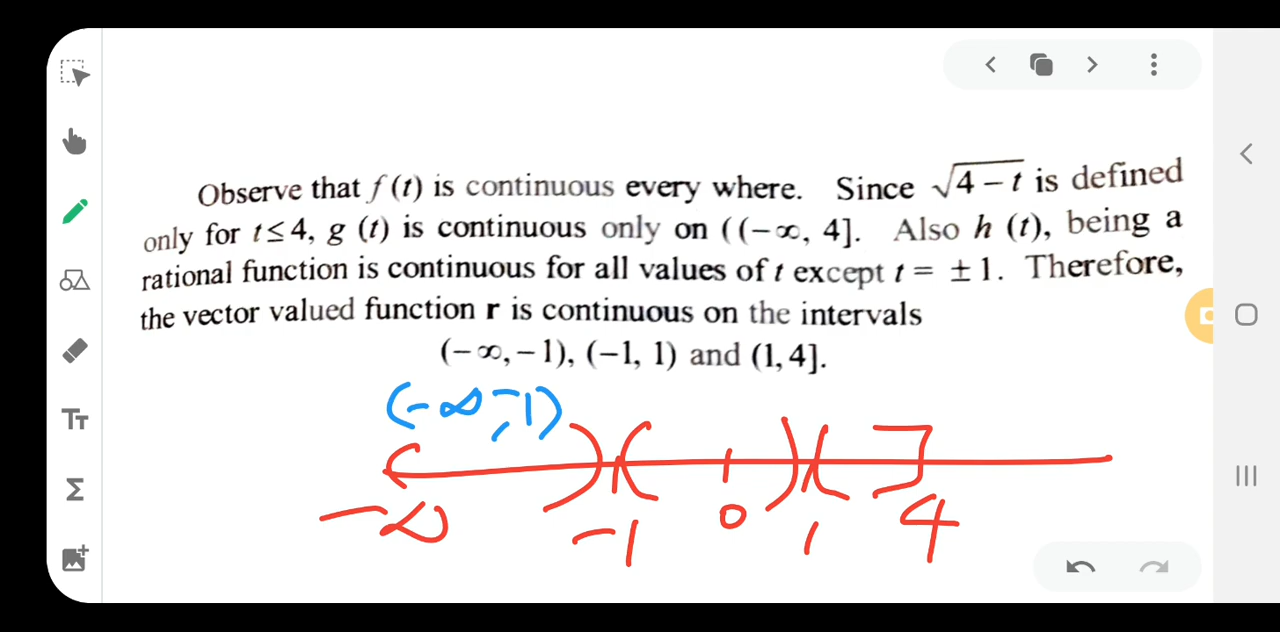 Observe that f (t) is continuous every where. Since √4 – t is defined
only for t ≤ 4, g (t) is continuous only on ((–∞, 4]. Also h (t), being a
rational function is continuous for all values of t except t = ±1. Therefore,
the vector valued function r is continuous on the intervals
(–∞, –1), (–1, 1) and (1, 4].
(-∞, -1)
-∞ -1 0 1 4
TT
Σ